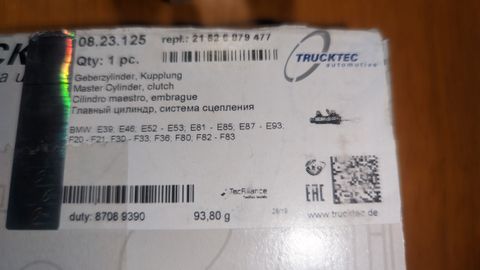 08.23.125
repl.: 21 52 6 979 477
Qty: 1 pc.
TRUCKTEC
automotive
Geberzylinder, Kupplung
Master Cylinder, clutch
Cilindro maestro, embrague
Главный цилиндр, система сцепления
BMW: E39, E46; E52 - E53; E81 - E85; E87 - E93;
F20 - F21, F30 - F33; F36, F80; F82 - F83
TecAlliance
EAC
duty: 8708 9390
93,80 g
www.trucktec.de